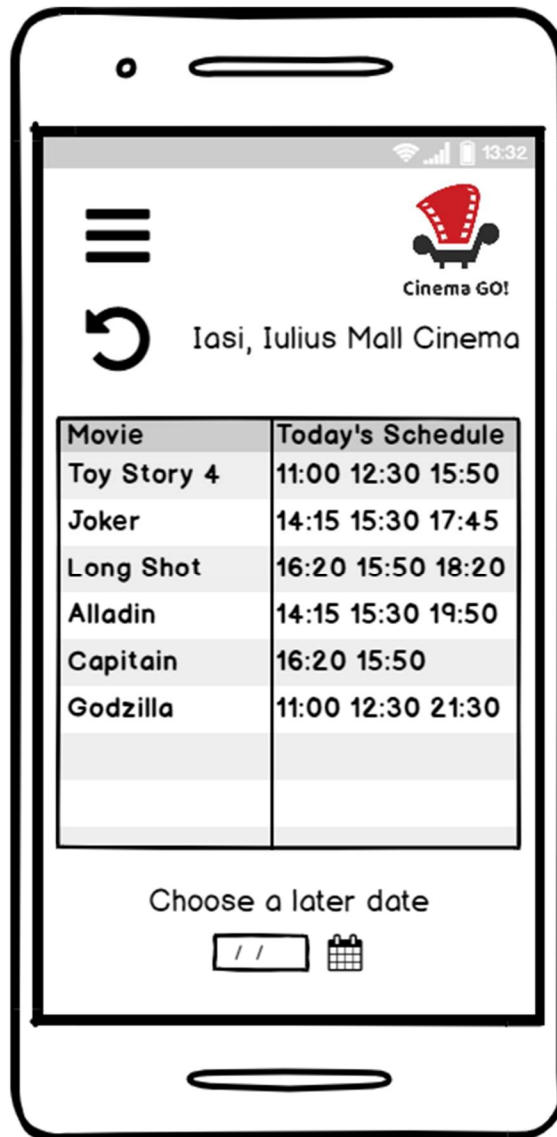 13:32
Cinema GO!
Iasi, Iulius Mall Cinema
Movie Today's Schedule
Toy Story 4 11:00 12:30 15:50
Joker 14:15 15:30 17:45
Long Shot 16:20 15:50 18:20
Alladin 14:15 15:30 19:50
Capitain 16:20 15:50
Godzilla 11:00 12:30 21:30
Choose a later date
/ /